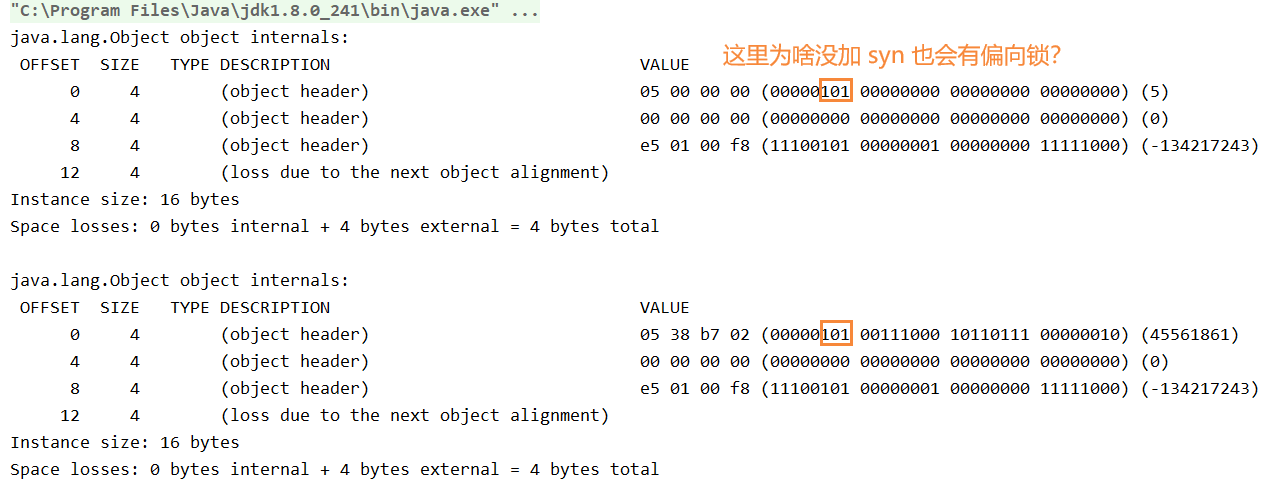 "C:\Program Files\Java\jdk1.8.0_241\bin\java.exe" ...
java.lang.Object object internals:
这里为啥没加 syn 也会有偏向锁?
OFFSET SIZE TYPE DESCRIPTION VALUE
0 4 (object header) 05 00 00 00 (00000101 00000000 00000000 00000000) (5)
4 4 (object header) 00 00 00 00 (00000000 00000000 00000000 00000000) (0)
8 4 (object header) e5 01 00 f8 (11100101 00000001 00000000 11111000) (-134217243)
12 4 (loss due to the next object alignment)
Instance size: 16 bytes
Space losses: 0 bytes internal + 4 bytes external = 4 bytes total
java.lang.Object object internals:
OFFSET SIZE TYPE DESCRIPTION VALUE
0 4 (object header) 05 38 b7 02 (00000101 00111000 10110111 00000010) (45561861)
4 4 (object header) 00 00 00 00 (00000000 00000000 00000000 00000000) (0)
8 4 (object header) e5 01 00 f8 (11100101 00000001 00000000 11111000) (-134217243)
12 4 (loss due to the next object alignment)
Instance size: 16 bytes
Space losses: 0 bytes internal + 4 bytes external = 4 bytes total